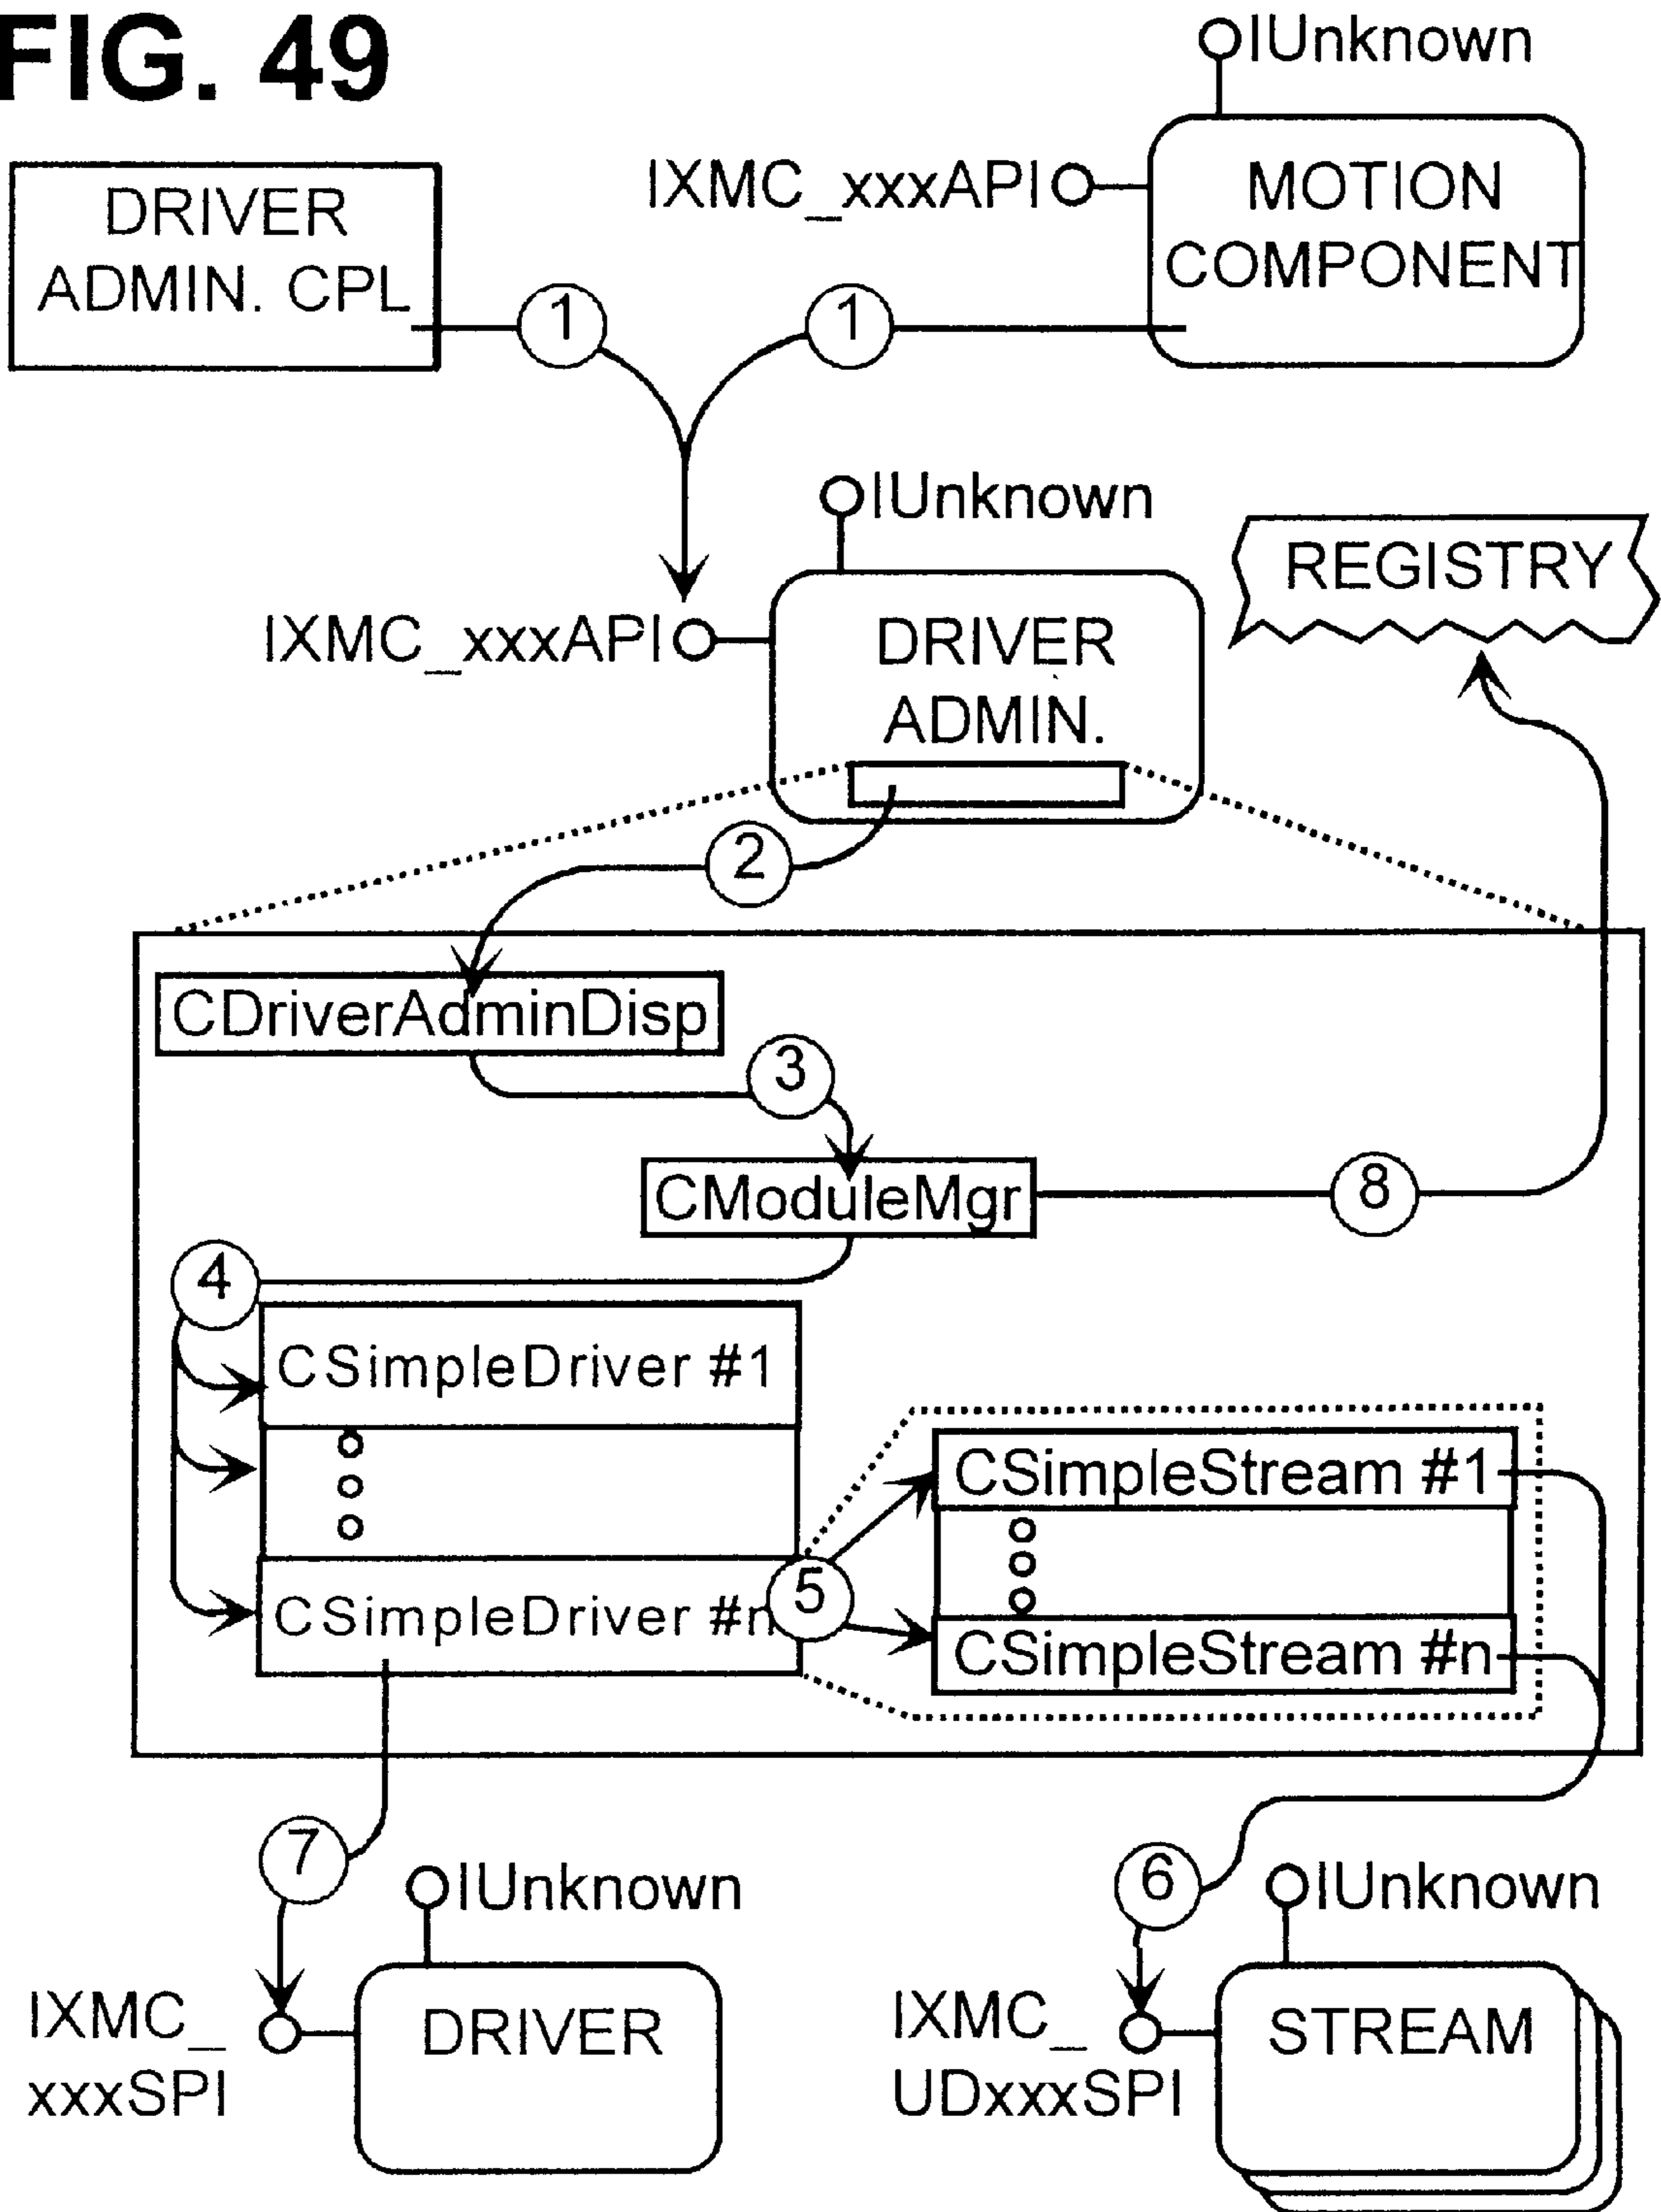 FIG. 49
IUnknown
IXMC_xxxAPI
MOTION
COMPONENT
DRIVER
ADMIN. CPL
1
1
IUnknown
REGISTRY
IXMC_xxxAPI
DRIVER
ADMIN.
2
CDriverAdminDisp
3
CModuleMgr
8
4
CSimpleDriver #1
CSimpleStream #1
5
CSimpleDriver #n
CSimpleStream #n
7
6
IUnknown
IUnknown
IXMC_
xxxSPI
DRIVER
IXMC_
UDxxxSPI
STREAM